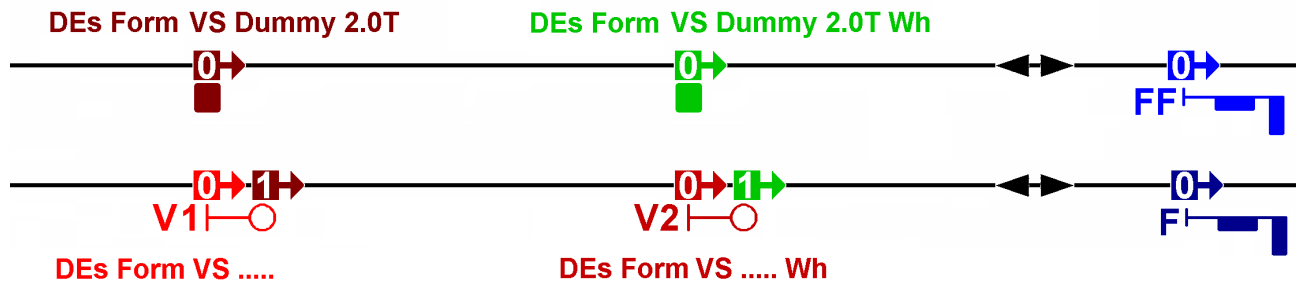 DEs Form VS Dummy 2.0T DEs Form VS Dummy 2.0T Wh
0 0 0
FF
0 1 0 1 0
V1 V2 F
DEs Form VS ..... DEs Form VS ..... Wh